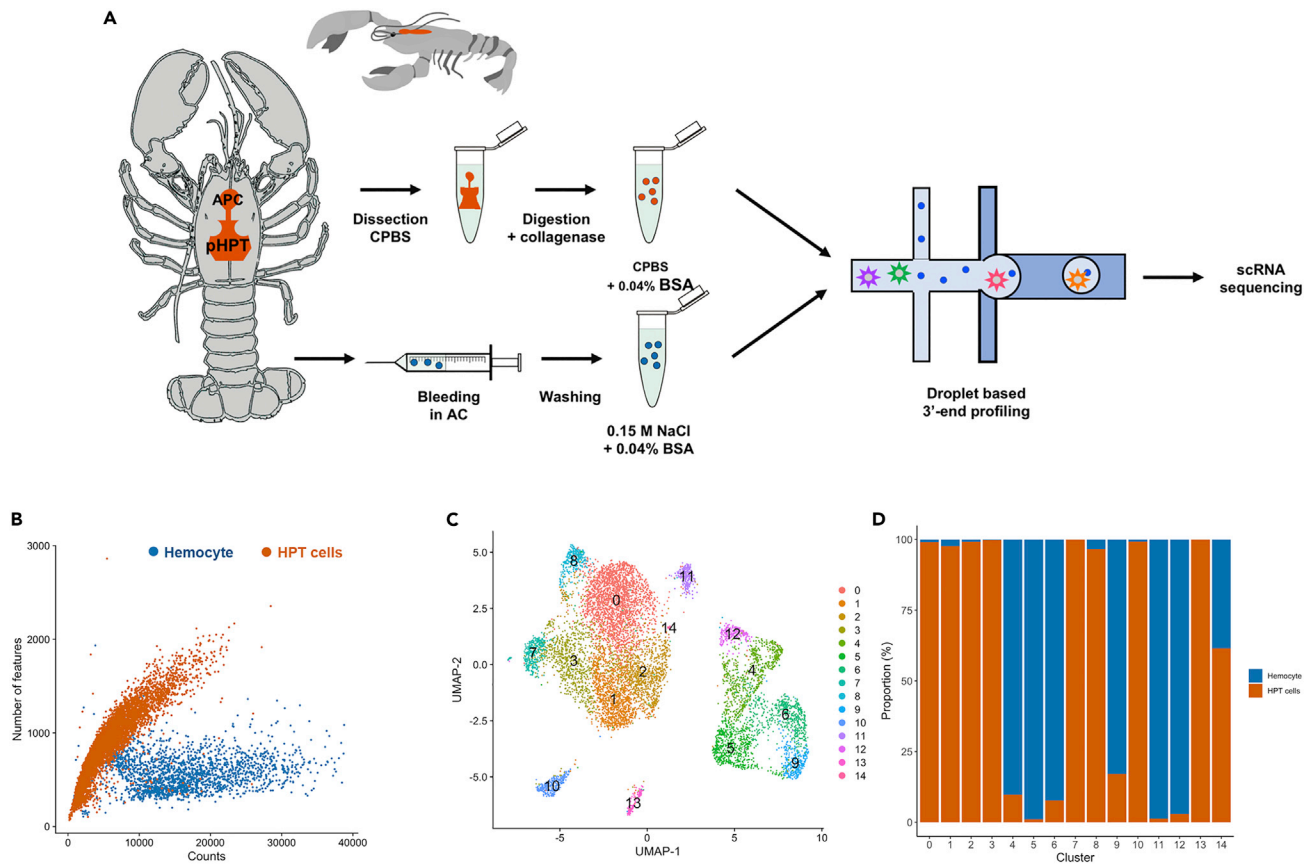 A
APC
pHPT
Dissection
CPBS
Digestion
+ collagenase
CPBS
+ 0.04% BSA
Bleeding
in AC
Washing
0.15 M NaCl
+ 0.04% BSA
Droplet based
3'-end profiling
scRNA
sequencing
B
Hemocyte
HPT cells
Number of features
3000
2000
1000
0
0
10000
20000
30000
40000
Counts
C
UMAP-2
5.0
2.5
0.0
-2.5
-5.0
-5
0
5
10
UMAP-1
8
0
11
14
12
7
3
2
4
1
6
5
9
10
13
0
1
2
3
4
5
6
7
8
9
10
11
12
13
14
D
Proportion (%)
100
75
50
25
0
0 1 2 3 4 5 6 7 8 9 10 11 12 13 14
Cluster
Hemocyte
HPT cells